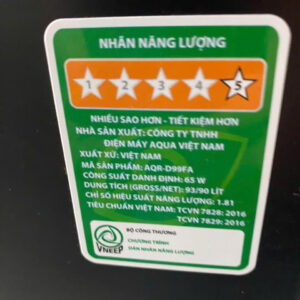 NHÃN NĂNG LƯỢNG
1 2 3 4 5
NHIỀU SAO HƠN - TIẾT KIỆM HƠN
NHÀ SẢN XUẤT: CÔNG TY TNHH
ĐIỆN MÁY AQUA VIỆT NAM
XUẤT XỨ: VIỆT NAM
MÃ SẢN PHẨM: AQR-D99FA
CÔNG SUẤT DANH ĐỊNH: 65 W
DUNG TÍCH (GROSS/NET): 93/90 LÍT
CHỈ SỐ HIỆU SUẤT NĂNG LƯỢNG: 1.81
TIÊU CHUẨN VIỆT NAM: TCVN 7828: 2016
TCVN 7829: 2016
BỘ CÔNG THƯƠNG
CHƯƠNG TRÌNH
DÁN NHÃN NĂNG LƯỢNG
VNEEP